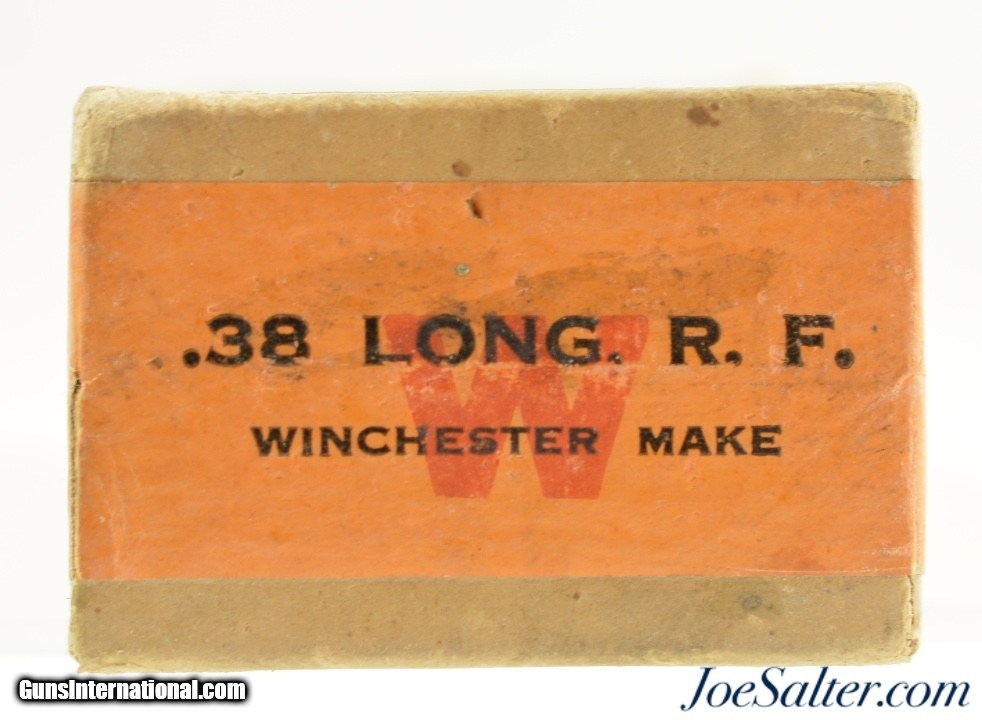 .38 LONG. R. F.
W
WINCHESTER MAKE
GunsInternational.com
JoeSalter.com